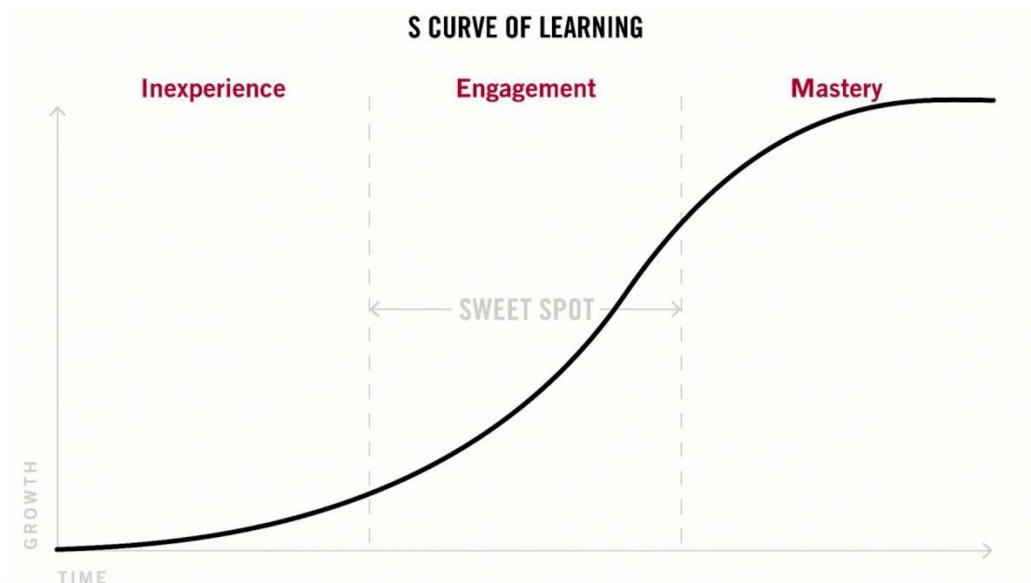 S CURVE OF LEARNING
Inexperience Engagement Mastery
SWEET SPOT
GROWTH
TIME